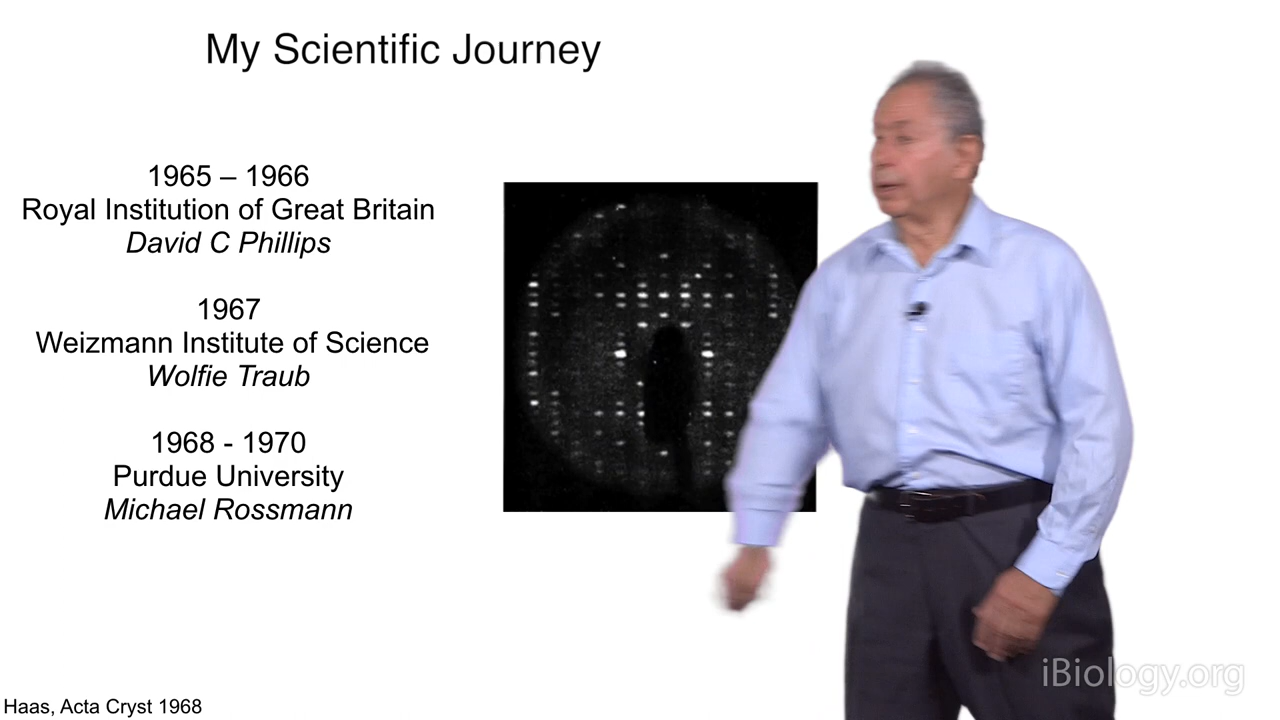 My Scientific Journey
1965 – 1966
Royal Institution of Great Britain
David C Phillips
1967
Weizmann Institute of Science
Wolfie Traub
1968 - 1970
Purdue University
Michael Rossmann
Haas, Acta Cryst 1968
iBiology.org